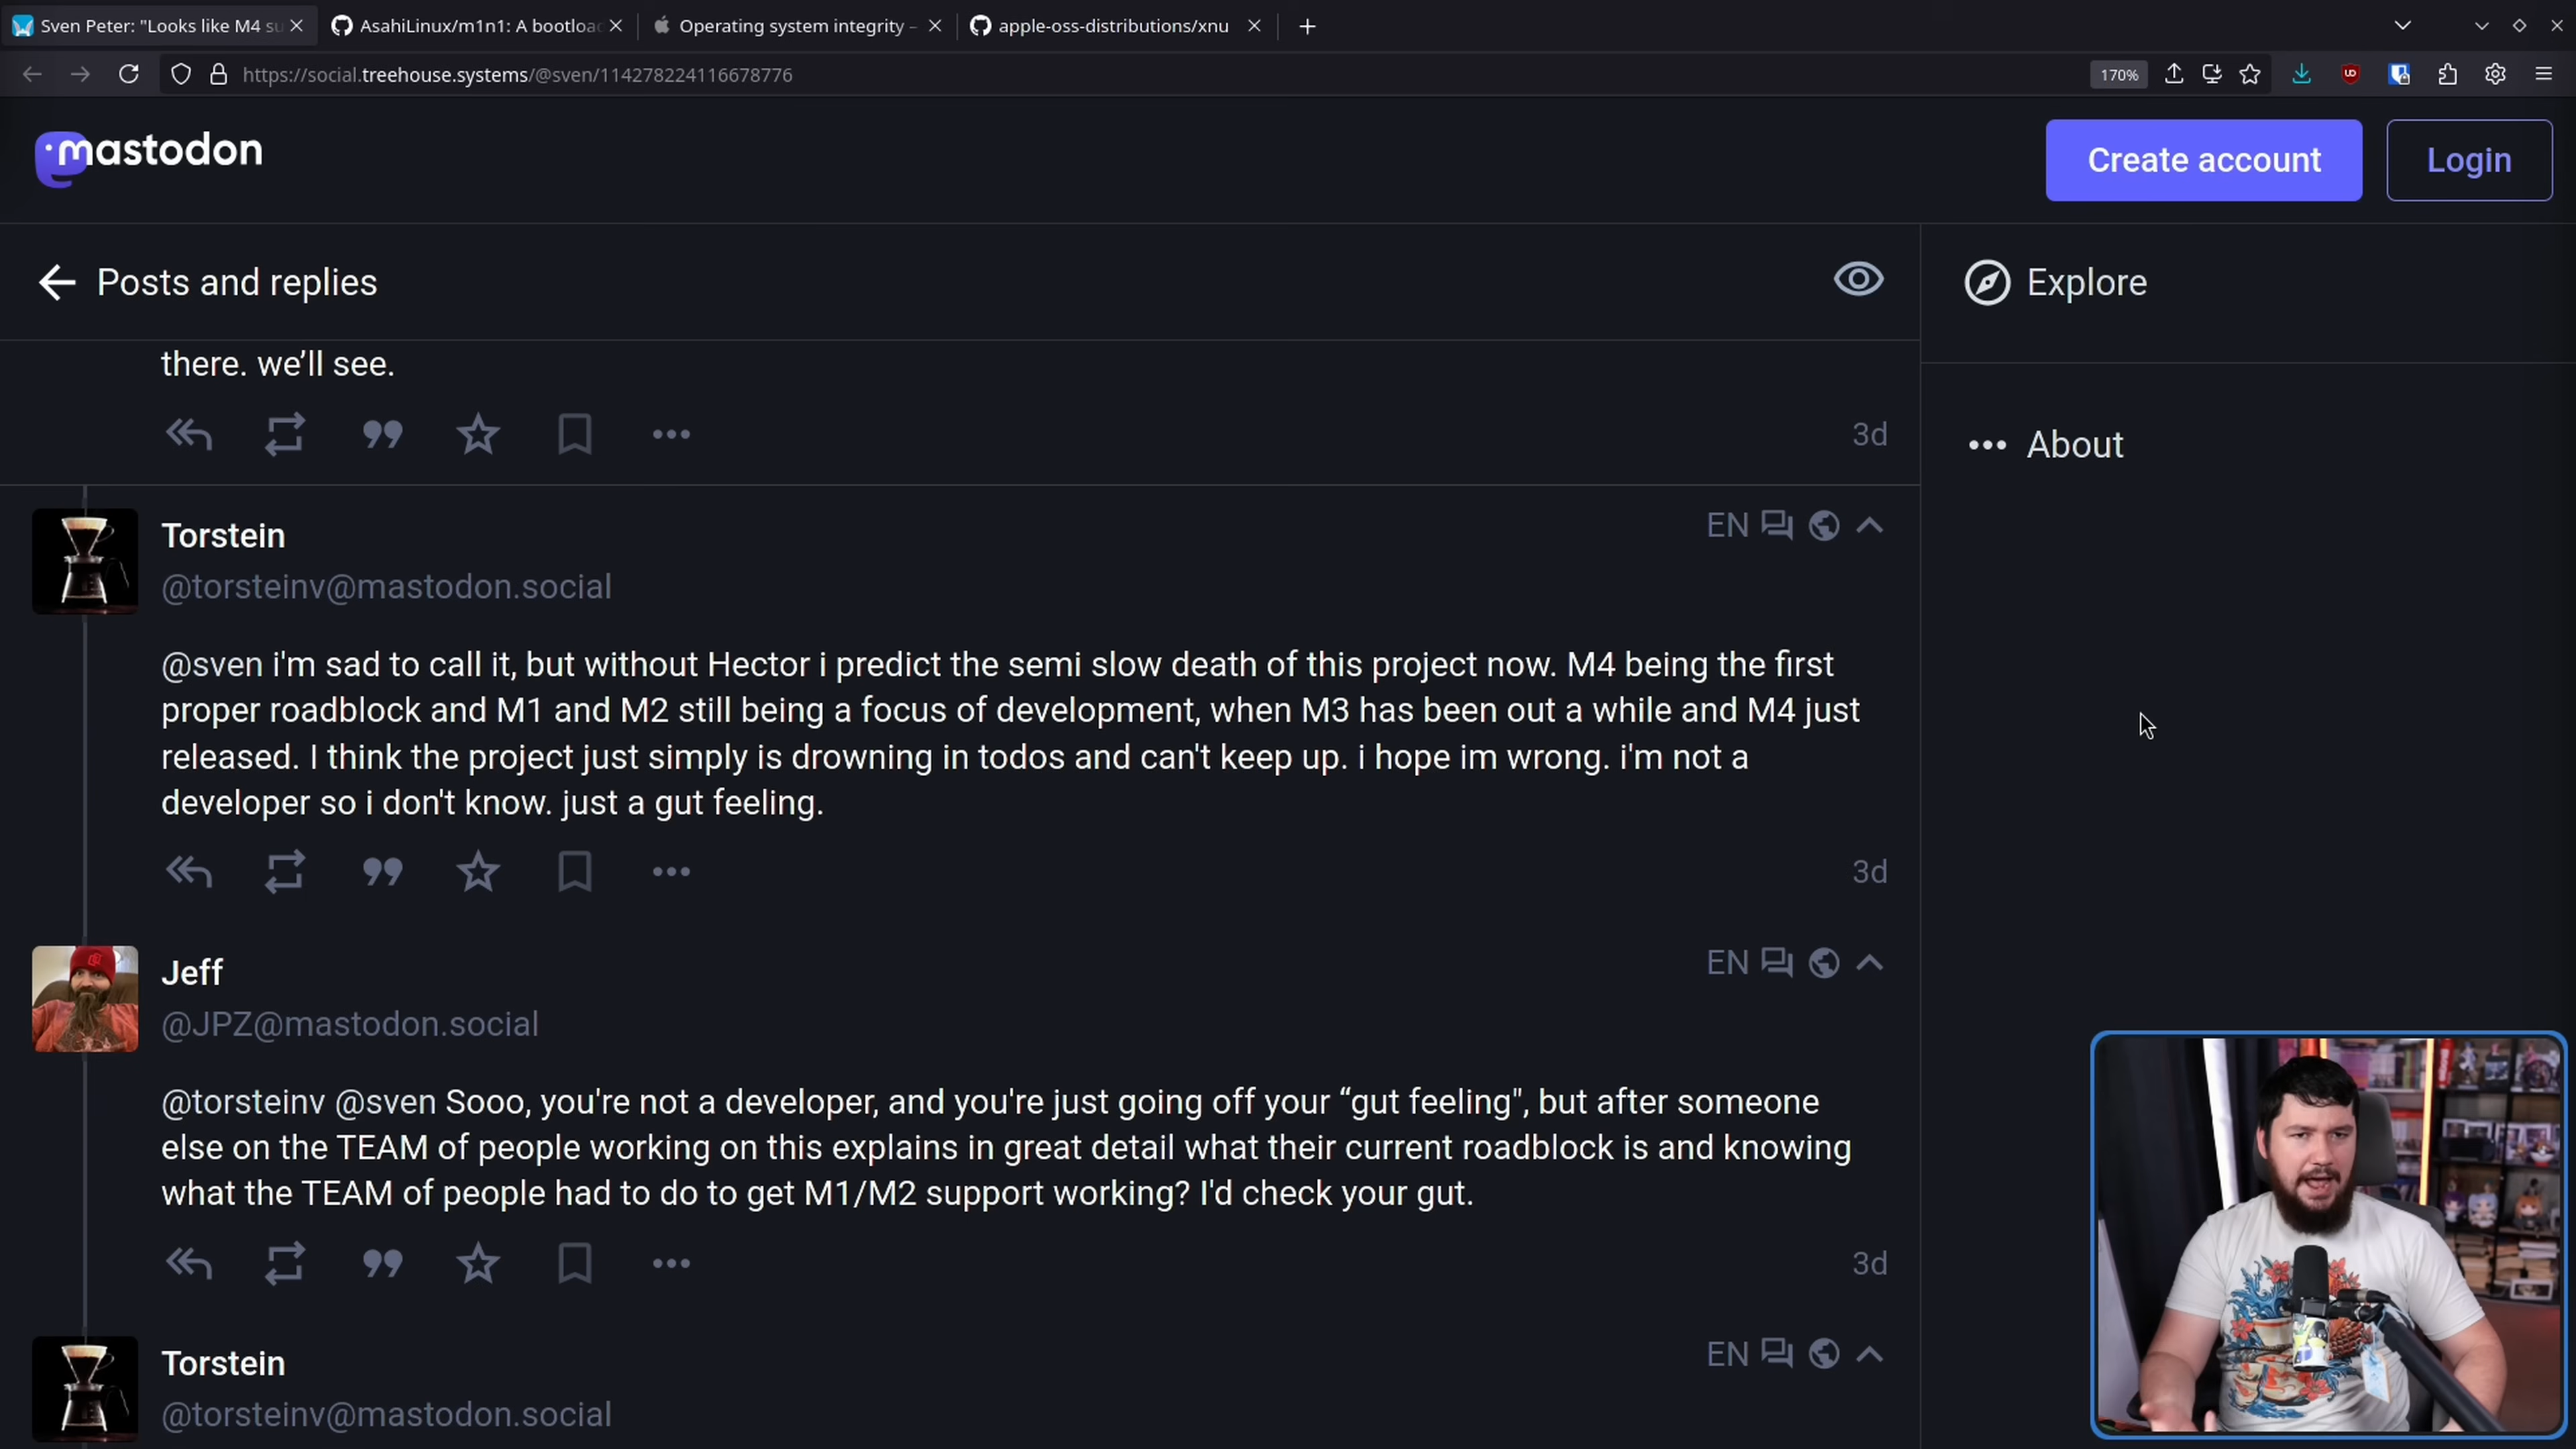 Sven Peter: "Looks like M4 su
AsahiLinux/m1n1: A bootloa
Operating system integrity –
apple-oss-distributions/xnu
https://social.treehouse.systems/@sven/114278224116678776
170%
mastodon
Create account
Login
Posts and replies
Explore
About
there. we’ll see.
3d
Torstein
EN
@torsteinv@mastodon.social
@sven i'm sad to call it, but without Hector i predict the semi slow death of this project now. M4 being the first
proper roadblock and M1 and M2 still being a focus of development, when M3 has been out a while and M4 just
released. I think the project just simply is drowning in todos and can't keep up. i hope im wrong. i'm not a
developer so i don't know. just a gut feeling.
3d
Jeff
EN
@JPZ@mastodon.social
@torsteinv @sven Sooo, you're not a developer, and you're just going off your “gut feeling", but after someone
else on the TEAM of people working on this explains in great detail what their current roadblock is and knowing
what the TEAM of people had to do to get M1/M2 support working? I'd check your gut.
3d
Torstein
EN
@torsteinv@mastodon.social